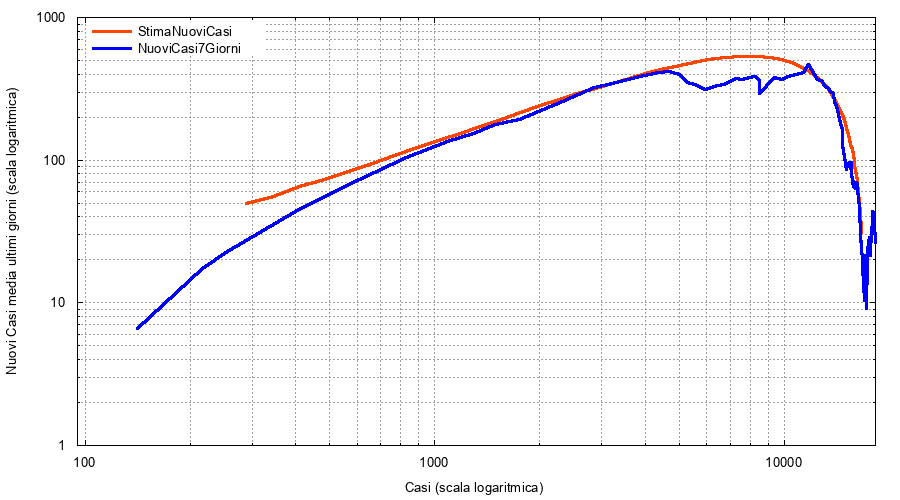 1000
StimaNuoviCasi
NuoviCasi7Giorni
100
10
1
Nuovi Casi media ultimi giorni (scala logaritmica)
100
1000
10000
Casi (scala logaritmica)